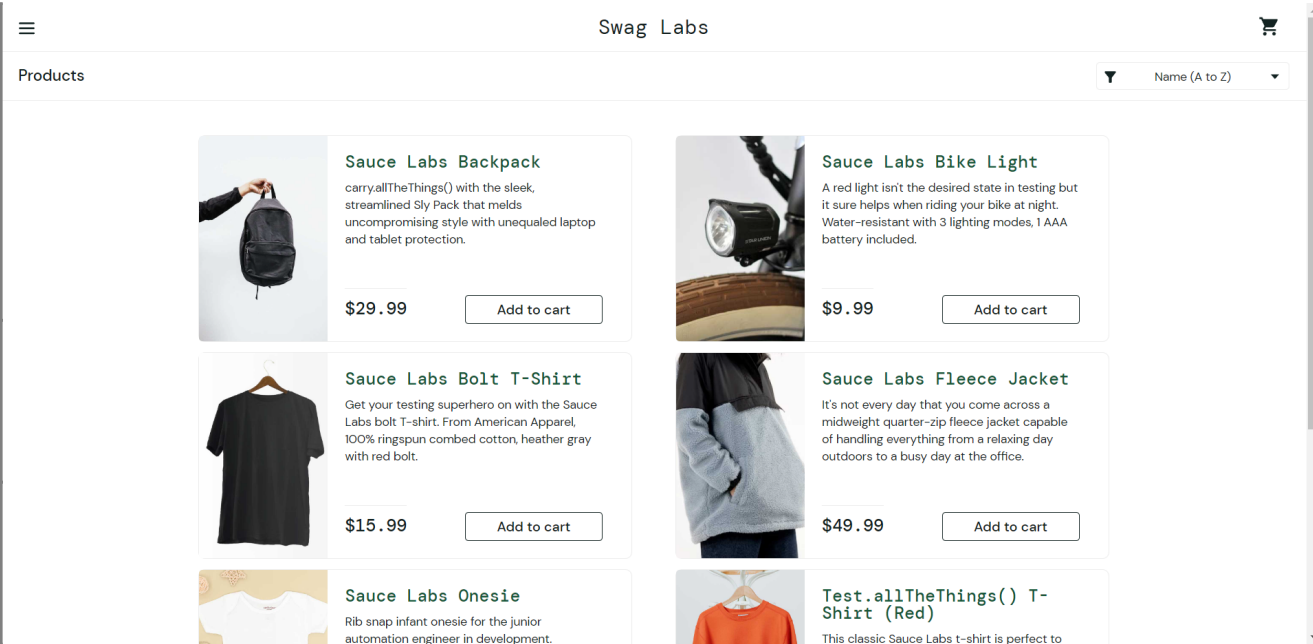 Swag Labs
Products
Name (A to Z)
Sauce Labs Backpack
carry.allTheThings() with the sleek,
streamlined Sly Pack that melds
uncompromising style with unequaled laptop
and tablet protection.
$29.99
Add to cart
Sauce Labs Bike Light
A red light isn't the desired state in testing but
it sure helps when riding your bike at night.
Water-resistant with 3 lighting modes, 1 AAA
battery included.
$9.99
Add to cart
Sauce Labs Bolt T-Shirt
Get your testing superhero on with the Sauce
Labs bolt T-shirt. From American Apparel,
100% ringspun combed cotton, heather gray
with red bolt.
$15.99
Add to cart
Sauce Labs Fleece Jacket
It's not every day that you come across a
midweight quarter-zip fleece jacket capable
of handling everything from a relaxing day
outdoors to a busy day at the office.
$49.99
Add to cart
Sauce Labs Onesie
Rib snap infant onesie for the junior
automation engineer in development.
Test.allTheThings() T-
Shirt (Red)
This classic Sauce Labs t-shirt is perfect to